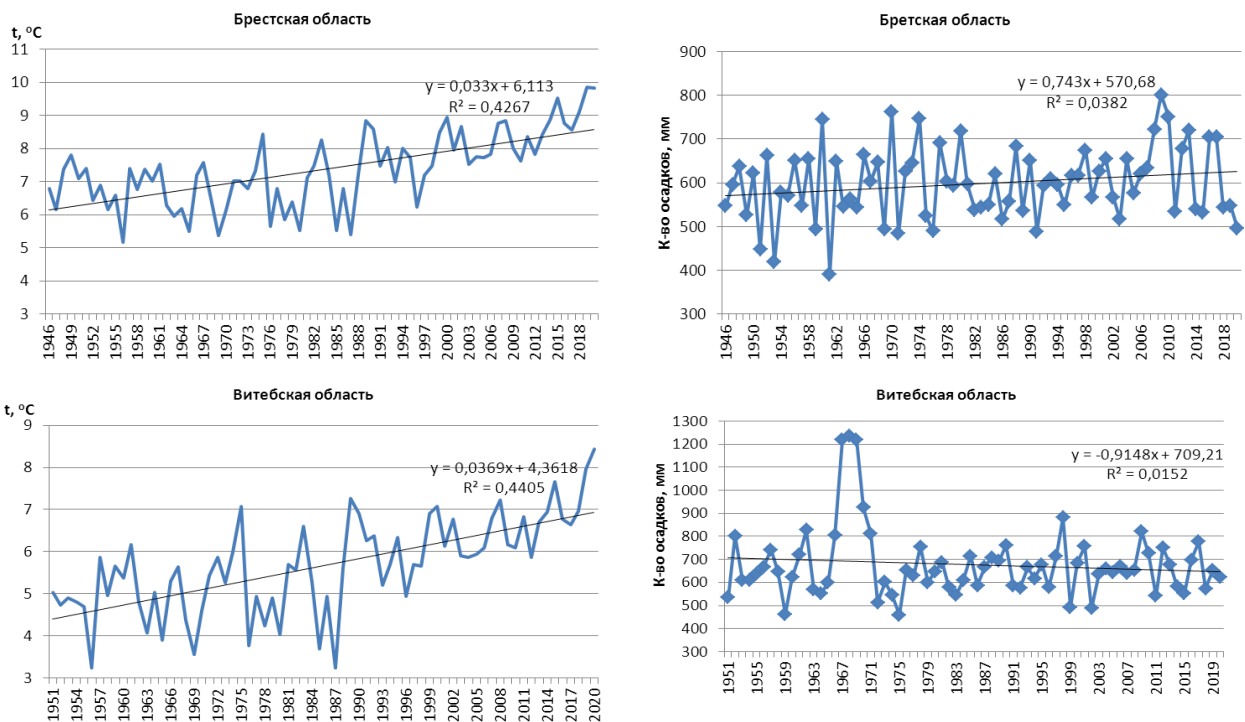 Брестская область
t, °C
11
10
9
8
7
6
5
4
3
y = 0,033x + 6,113
R² = 0,4267
1946 1949 1952 1955 1958 1961 1964 1967 1970 1973 1976 1979 1982 1985 1988 1991 1994 1997 2000 2003 2006 2009 2012 2015 2018
Бретская область
К-во осадков, мм
900
800
700
600
500
400
300
y = 0,743x + 570,68
R² = 0,0382
1946 1950 1954 1958 1962 1966 1970 1974 1978 1982 1986 1990 1994 1998 2002 2006 2010 2014 2018
Витебская область
t, °C
9
8
7
6
5
4
3
y = 0,0369x + 4,3618
R² = 0,4405
1951 1954 1957 1960 1963 1966 1969 1972 1975 1978 1981 1984 1987 1990 1993 1996 1999 2002 2005 2008 2011 2014 2017 2020
Витебская область
К-во осадков, мм
1300
1200
1100
1000
900
800
700
600
500
400
300
y = -0,9148x + 709,21
R² = 0,0152
1951 1955 1959 1963 1967 1971 1975 1979 1983 1987 1991 1995 1999 2003 2007 2011 2015 2019